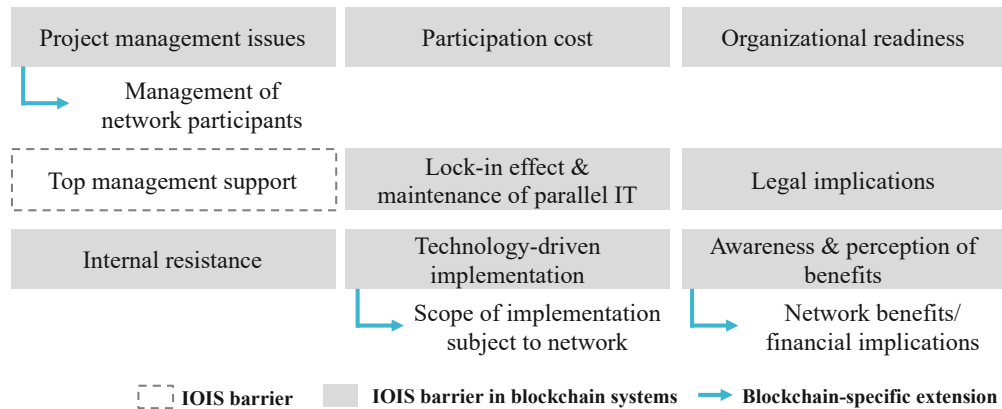 Project management issues
Participation cost
Organizational readiness
Management of
network participants
Top management support
Lock-in effect &
maintenance of parallel IT
Legal implications
Internal resistance
Technology-driven
implementation
Awareness & perception of
benefits
Scope of implementation
subject to network
Network benefits/
financial implications
IOIS barrier
IOIS barrier in blockchain systems
Blockchain-specific extension